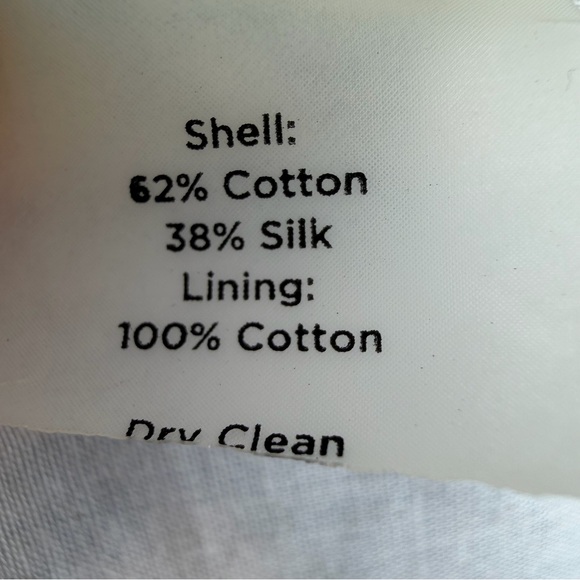 Shell:
62% Cotton
38% Silk
Lining:
100% Cotton
Dry Clean